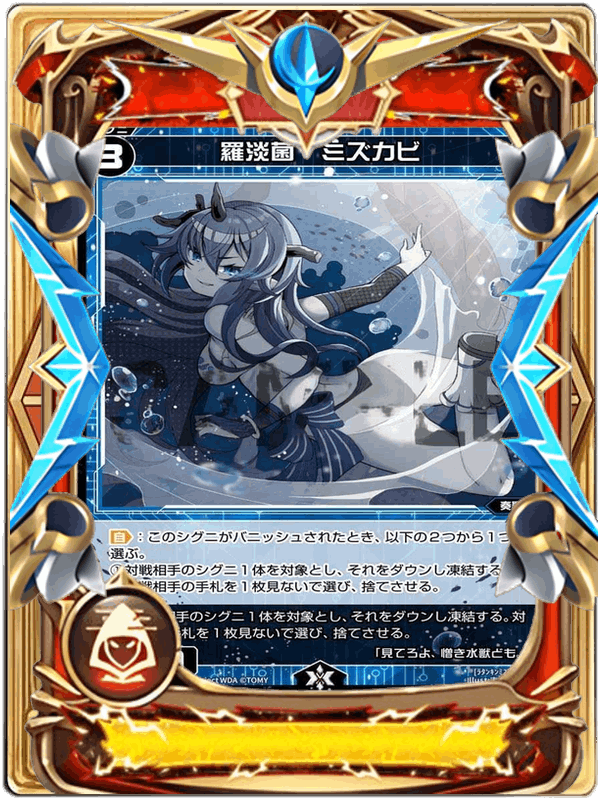 3
羅淡菌 ミズカビ
自：このシグニがバニッシュされたとき、以下の２つから１つ
選ぶ。
①対戦相手のシグニ１体を対象とし、それをダウンし凍結する
戦相手の手札を１枚見ないで選び、捨てさせる。
手のシグニ１体を対象とし、それをダウンし凍結する。対
札を１枚見ないで選び、捨てさせる。
「見てろよ、憎き水獣ども
ject WDA ©TOMY